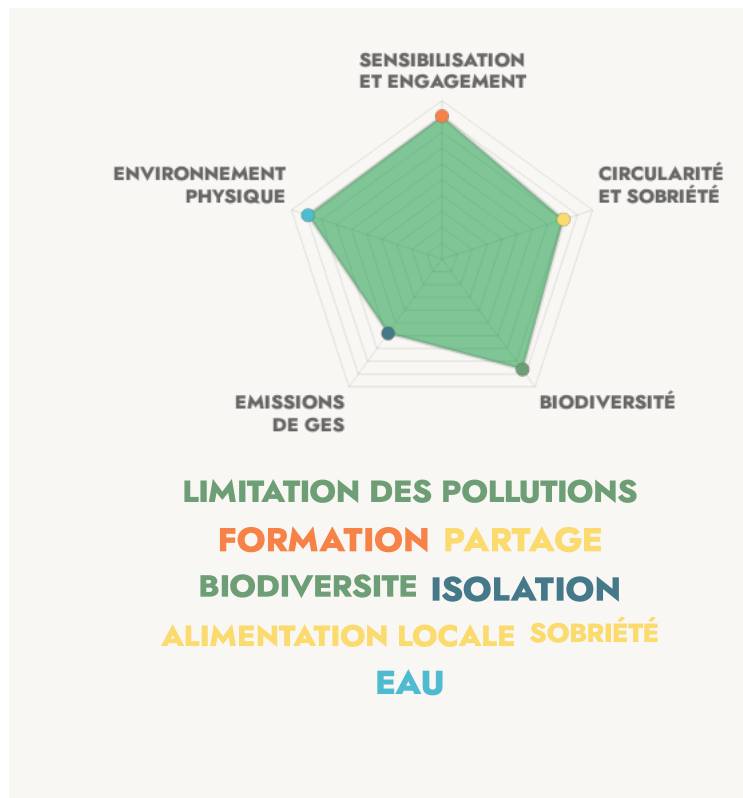 SENSIBILISATION
ET ENGAGEMENT
ENVIRONNEMENT
PHYSIQUE
CIRCULARITÉ
ET SOBRIÉTÉ
EMISSIONS
DE GES
BIODIVERSITÉ
LIMITATION DES POLLUTIONS
FORMATION PARTAGE
BIODIVERSITE ISOLATION
ALIMENTATION LOCALE SOBRIÉTÉ
EAU